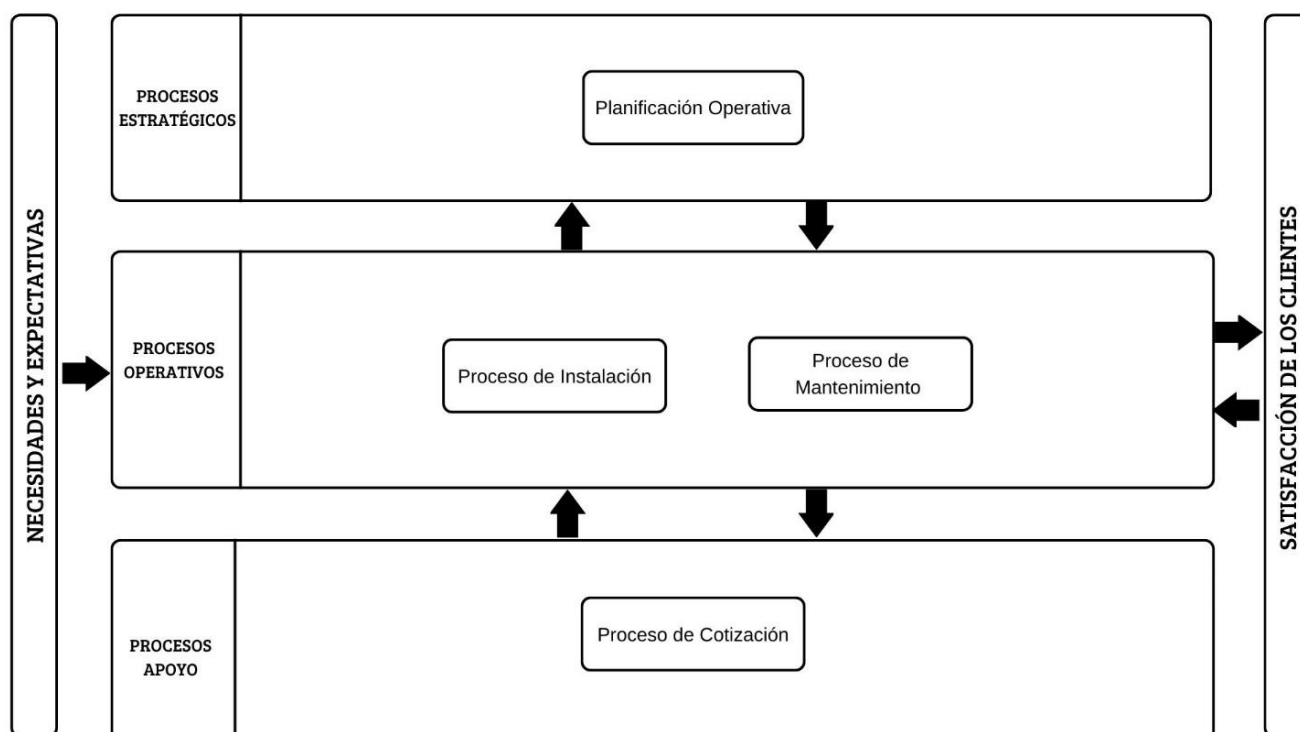 NECESIDADES Y EXPECTATIVAS
PROCESOS
ESTRATÉGICOS
Planificación Operativa
PROCESOS
OPERATIVOS
Proceso de Instalación
Proceso de
Mantenimiento
PROCESOS
APOYO
Proceso de Cotización
SATISFACCIÓN DE LOS CLIENTES